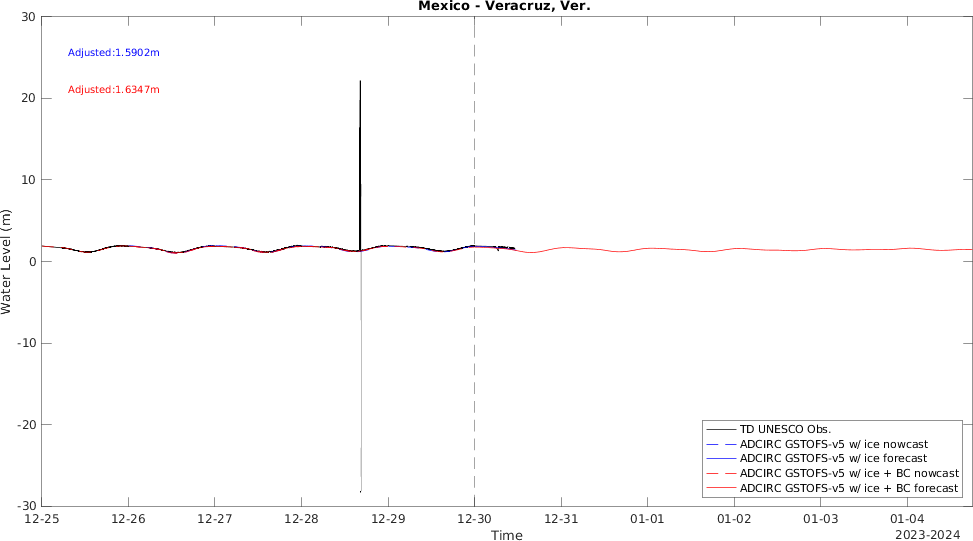 Mexico - Veracruz, Ver.
30
Adjusted:1.5902m
Adjusted:1.6347m
20
10
0
-10
-20
-30
Water Level (m)
TD UNESCO Obs.
ADCIRC GSTOFS-v5 w/ ice nowcast
ADCIRC GSTOFS-v5 w/ ice forecast
ADCIRC GSTOFS-v5 w/ ice + BC nowcast
ADCIRC GSTOFS-v5 w/ ice + BC forecast
12-25 12-26 12-27 12-28 12-29 12-30 12-31 01-01 01-02 01-03 01-04
Time
2023-2024